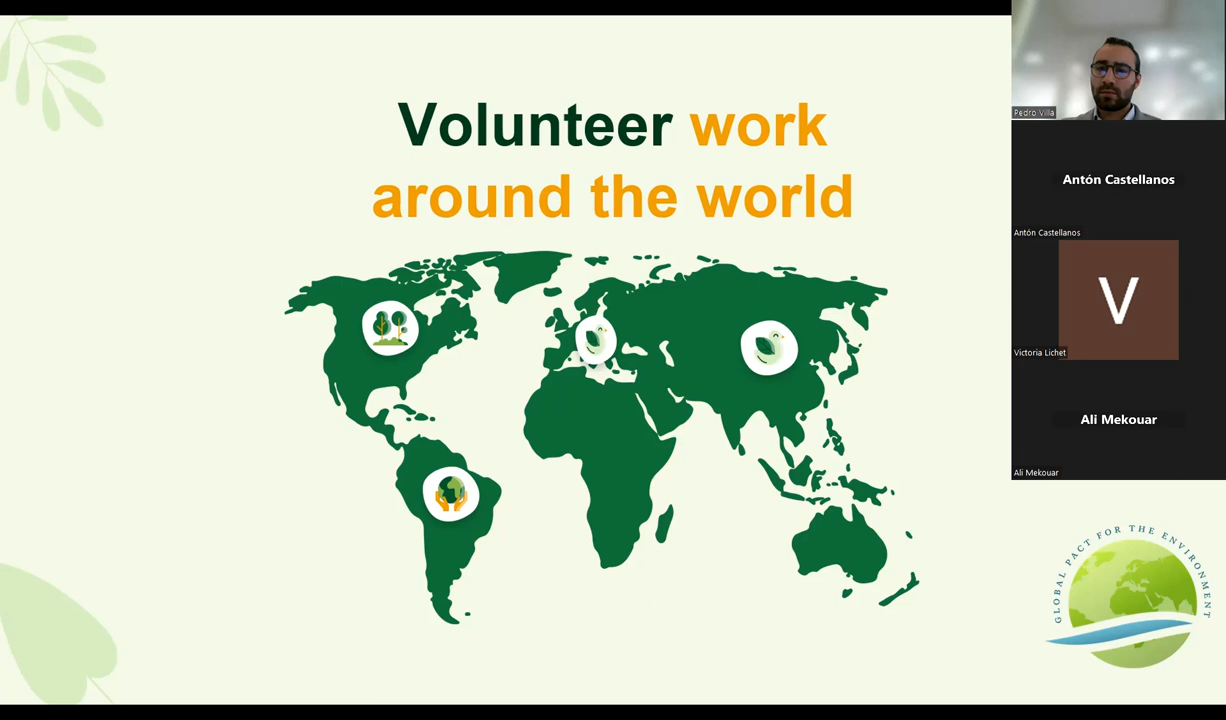 Volunteer work
around the world
Pedro Villa
Antón Castellanos
Antón Castellanos
V
Victoria Lichet
Ali Mekouar
Ali Mekouar
GLOBAL PACT FOR THE ENVIRONMENT